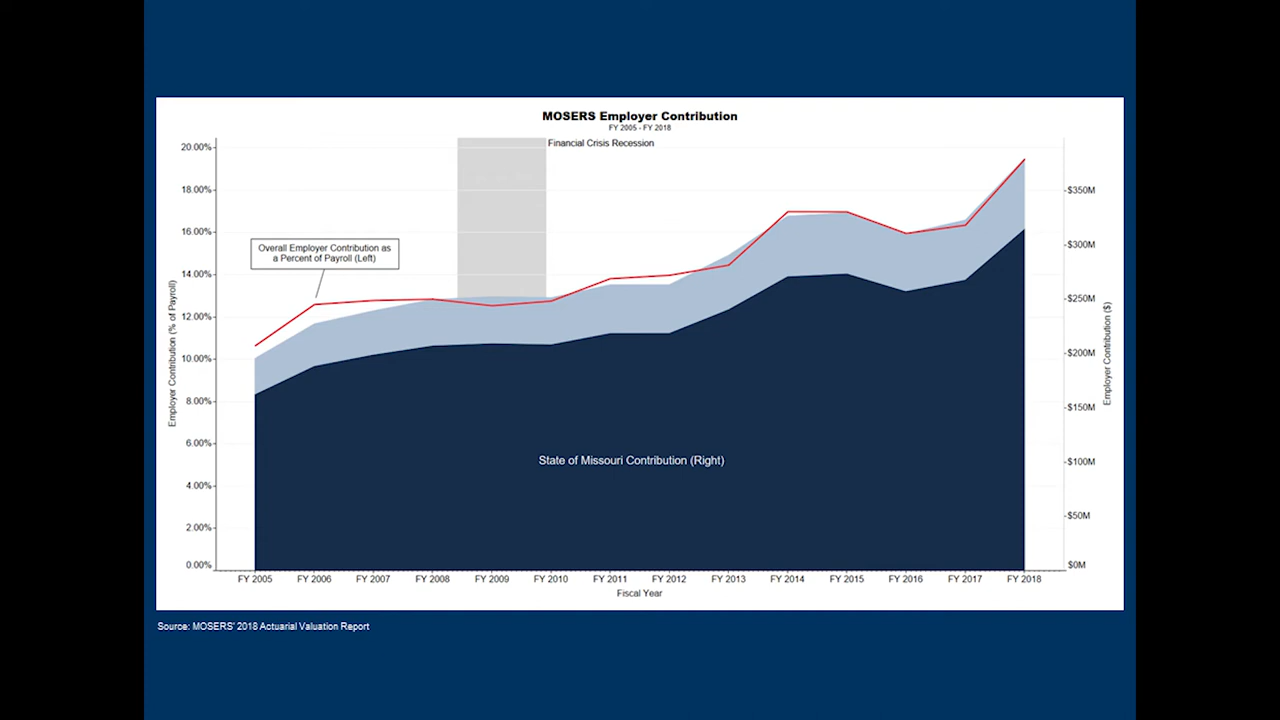 MOSERS Employer Contribution
FY 2005 - FY 2018
Financial Crisis Recession
20.00%
18.00%
16.00%
14.00%
12.00%
10.00%
8.00%
6.00%
4.00%
2.00%
0.00%
Employer Contribution (% of Payroll)
Overall Employer Contribution as
a Percent of Payroll (Left)
State of Missouri Contribution (Right)
$350M
$300M
$250M
$200M
$150M
$100M
$50M
$0M
Employer Contribution ($)
FY 2005 FY 2006 FY 2007 FY 2008 FY 2009 FY 2010 FY 2011 FY 2012 FY 2013 FY 2014 FY 2015 FY 2016 FY 2017 FY 2018
Fiscal Year
Source: MOSERS' 2018 Actuarial Valuation Report